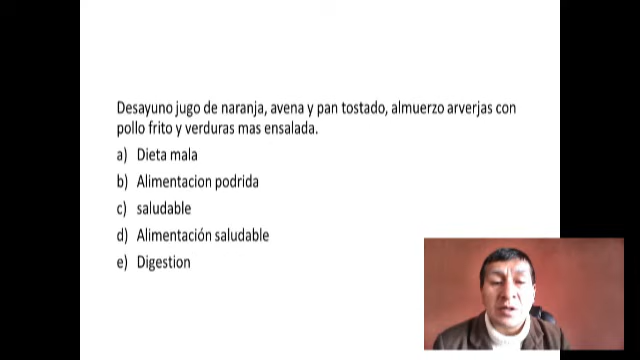 Desayuno jugo de naranja, avena y pan tostado, almuerzo arverjas con
pollo frito y verduras mas ensalada.
a) Dieta mala
b) Alimentacion podrida
c) saludable
d) Alimentación saludable
e) Digestion